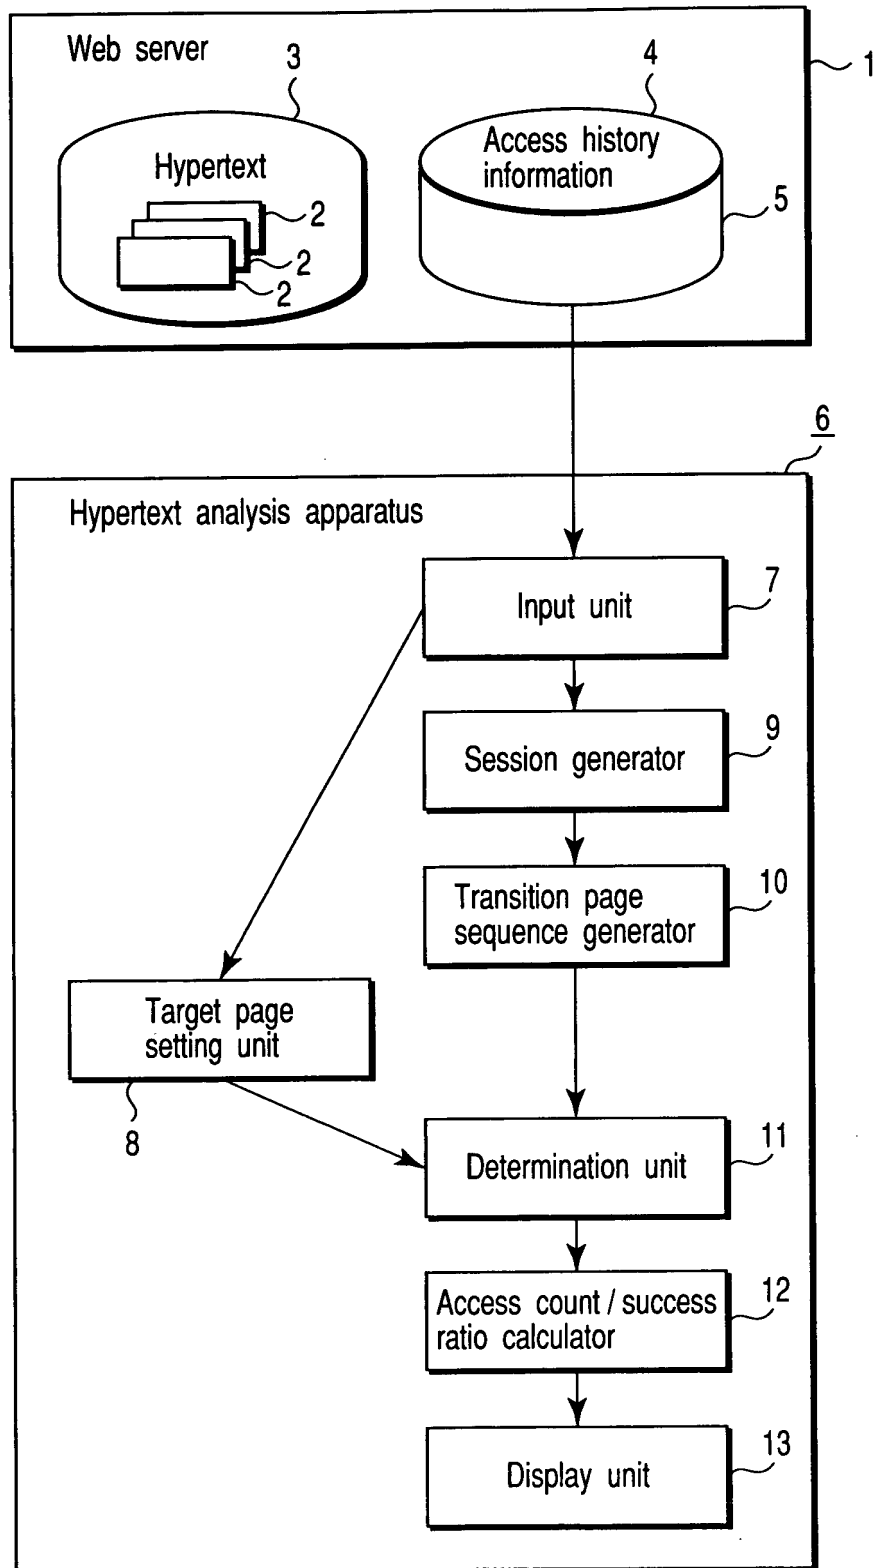 Web server
1
3
4
Hypertext
Access history
information
2
2
2
5
6
Hypertext analysis apparatus
Input unit
7
Session generator
9
Transition page
sequence generator
10
Target page
setting unit
8
Determination unit
11
Access count / success
ratio calculator
12
Display unit
13